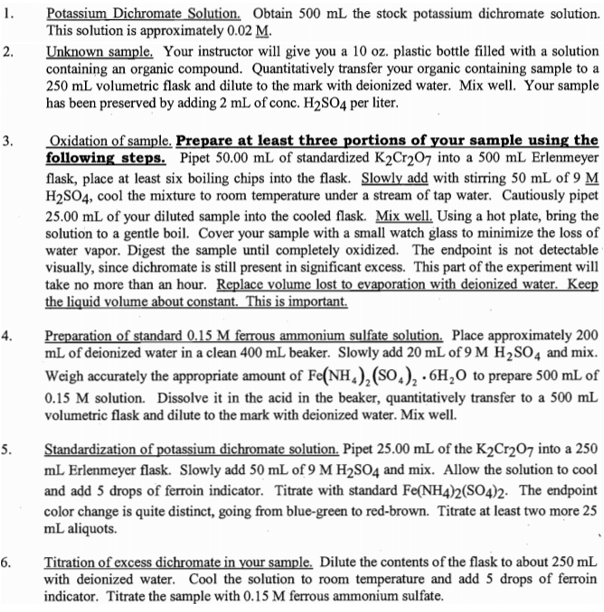 1. Potassium Dichromate Solution. Obtain 500 mL the stock potassium dichromate solution.
This solution is approximately 0.02 M.
2. Unknown sample. Your instructor will give you a 10 oz. plastic bottle filled with a solution
containing an organic compound. Quantitatively transfer your organic containing sample to a
250 mL volumetric flask and dilute to the mark with deionized water. Mix well. Your sample
has been preserved by adding 2 mL of conc. H2SO4 per liter.
3. Oxidation of sample. Prepare at least three portions of your sample using the
following steps. Pipet 50.00 mL of standardized K2Cr2O7 into a 500 mL Erlenmeyer
flask, place at least six boiling chips into the flask. Slowly add with stirring 50 mL of 9 M
H2SO4, cool the mixture to room temperature under a stream of tap water. Cautiously pipet
25.00 mL of your diluted sample into the cooled flask. Mix well. Using a hot plate, bring the
solution to a gentle boil. Cover your sample with a small watch glass to minimize the loss of
water vapor. Digest the sample until completely oxidized. The endpoint is not detectable
visually, since dichromate is still present in significant excess. This part of the experiment will
take no more than an hour. Replace volume lost to evaporation with deionized water. Keep
the liquid volume about constant. This is important.
4. Preparation of standard 0.15 M ferrous ammonium sulfate solution. Place approximately 200
mL of deionized water in a clean 400 mL beaker. Slowly add 20 mL of 9 M H2SO4 and mix.
Weigh accurately the appropriate amount of Fe(NH4)2(SO4)2 · 6H2O to prepare 500 mL of
0.15 M solution. Dissolve it in the acid in the beaker, quantitatively transfer to a 500 mL
volumetric flask and dilute to the mark with deionized water. Mix well.
5. Standardization of potassium dichromate solution. Pipet 25.00 mL of the K2Cr2O7 into a 250
mL Erlenmeyer flask. Slowly add 50 mL of 9 M H2SO4 and mix. Allow the solution to cool
and add 5 drops of ferroin indicator. Titrate with standard Fe(NH4)2(SO4)2. The endpoint
color change is quite distinct, going from blue-green to red-brown. Titrate at least two more 25
mL aliquots.
6. Titration of excess dichromate in your sample. Dilute the contents of the flask to about 250 mL
with deionized water. Cool the solution to room temperature and add 5 drops of ferroin
indicator. Titrate the sample with 0.15 M ferrous ammonium sulfate.